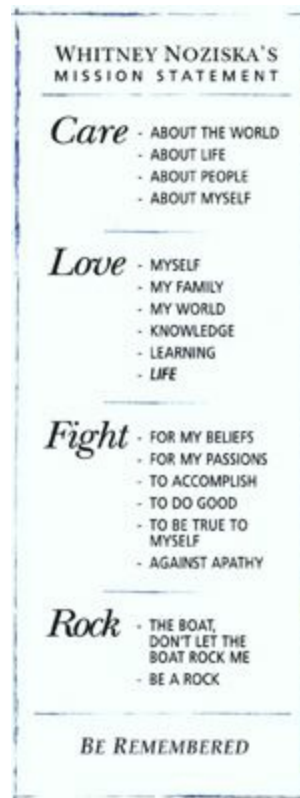 WHITNEY NOZISKA'S
MISSION STATEMENT
Care - ABOUT THE WORLD
- ABOUT LIFE
- ABOUT PEOPLE
- ABOUT MYSELF
Love - MYSELF
- MY FAMILY
- MY WORLD
- KNOWLEDGE
- LEARNING
- LIFE
Fight - FOR MY BELIEFS
- FOR MY PASSIONS
- TO ACCOMPLISH
- TO DO GOOD
- TO BE TRUE TO
MYSELF
- AGAINST APATHY
Rock - THE BOAT,
DON'T LET THE
BOAT ROCK ME
- BE A ROCK
BE REMEMBERED